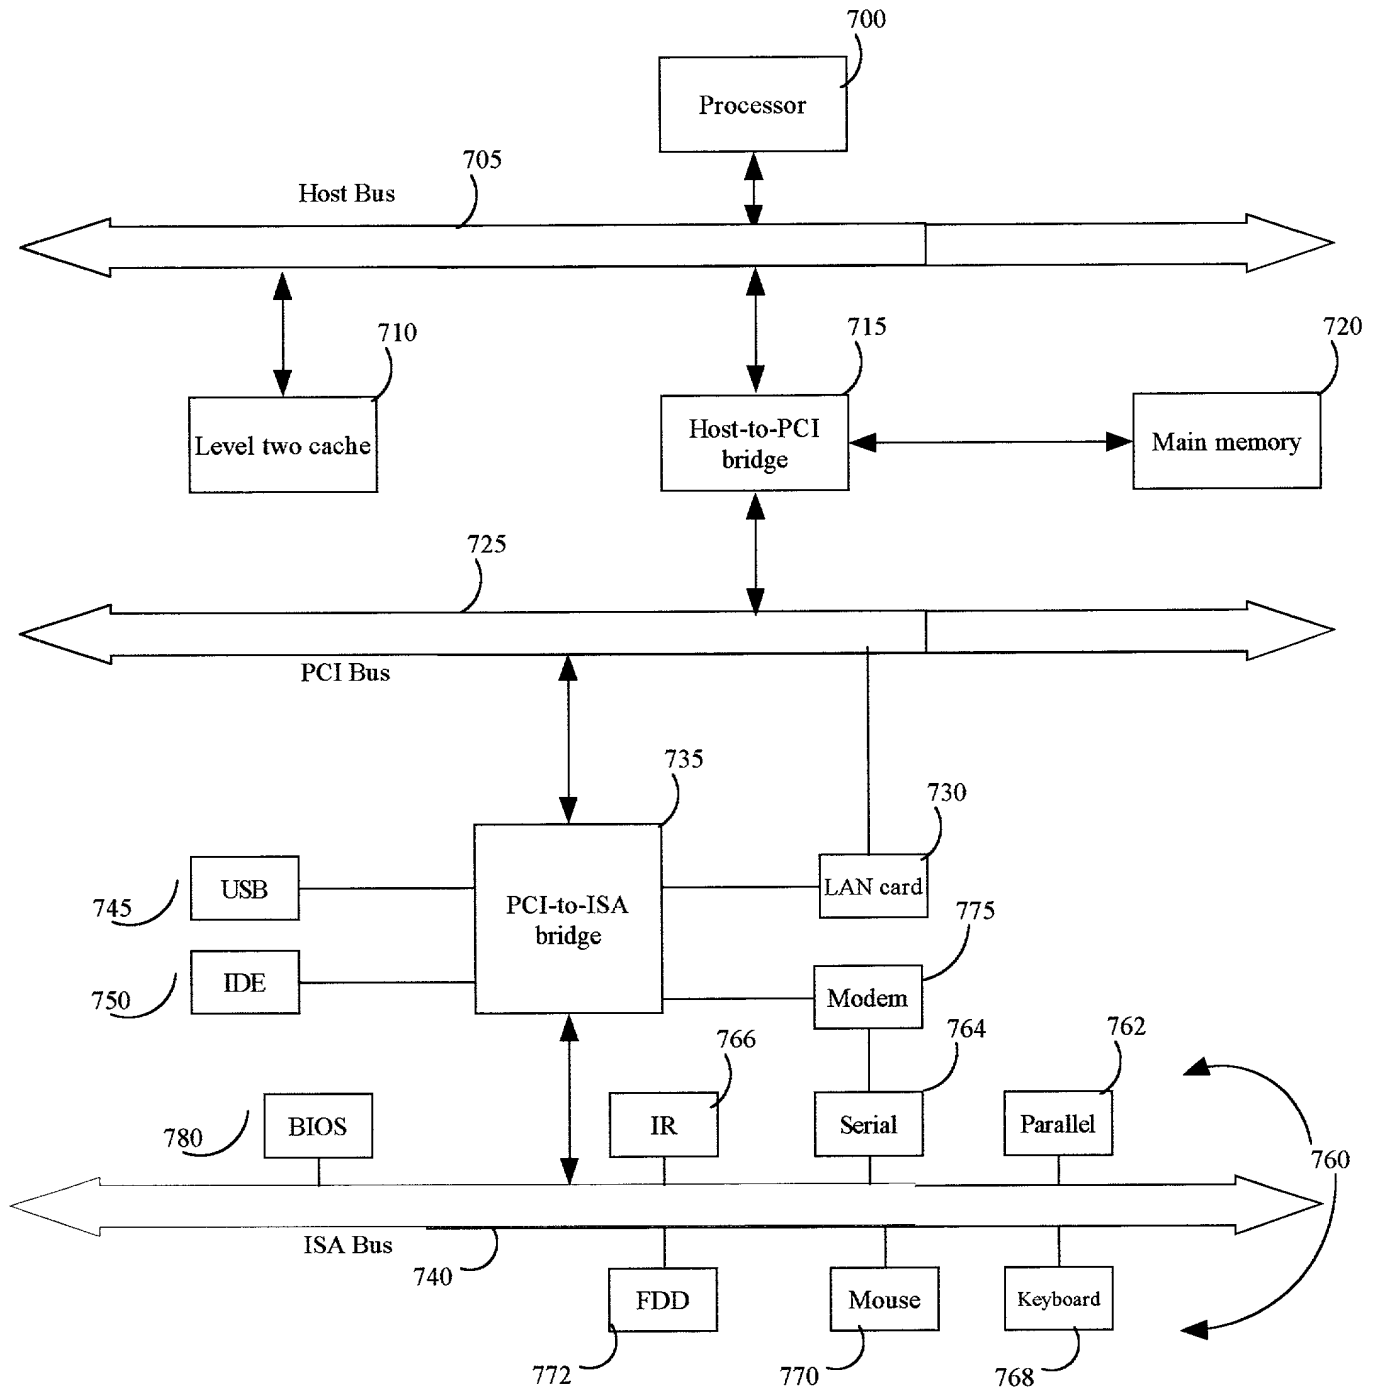 700
Processor
705
Host Bus
710
715
720
Level two cache
Host-to-PCI
bridge
Main memory
725
PCI Bus
735
730
745
USB
PCI-to-ISA
bridge
LAN card
775
750
IDE
Modem
766
764
762
780
BIOS
IR
Serial
Parallel
760
ISA Bus
740
FDD
Mouse
Keyboard
772
770
768